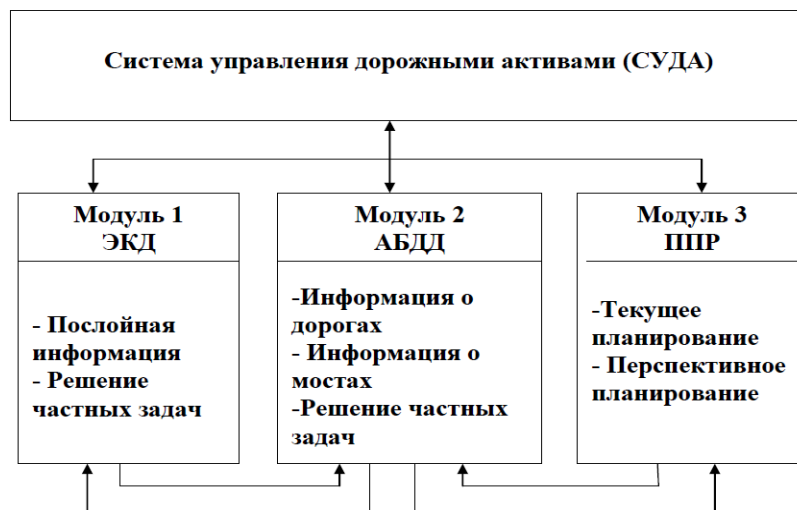 Система управления дорожными активами (СУДА)
Модуль 1
ЭКД
- Послойная
информация
- Решение
частных задач
Модуль 2
АБДД
-Информация о
дорогах
- Информация о
мостах
-Решение частных
задач
Модуль 3
ППР
-Текущее
планирование
- Перспективное
планирование